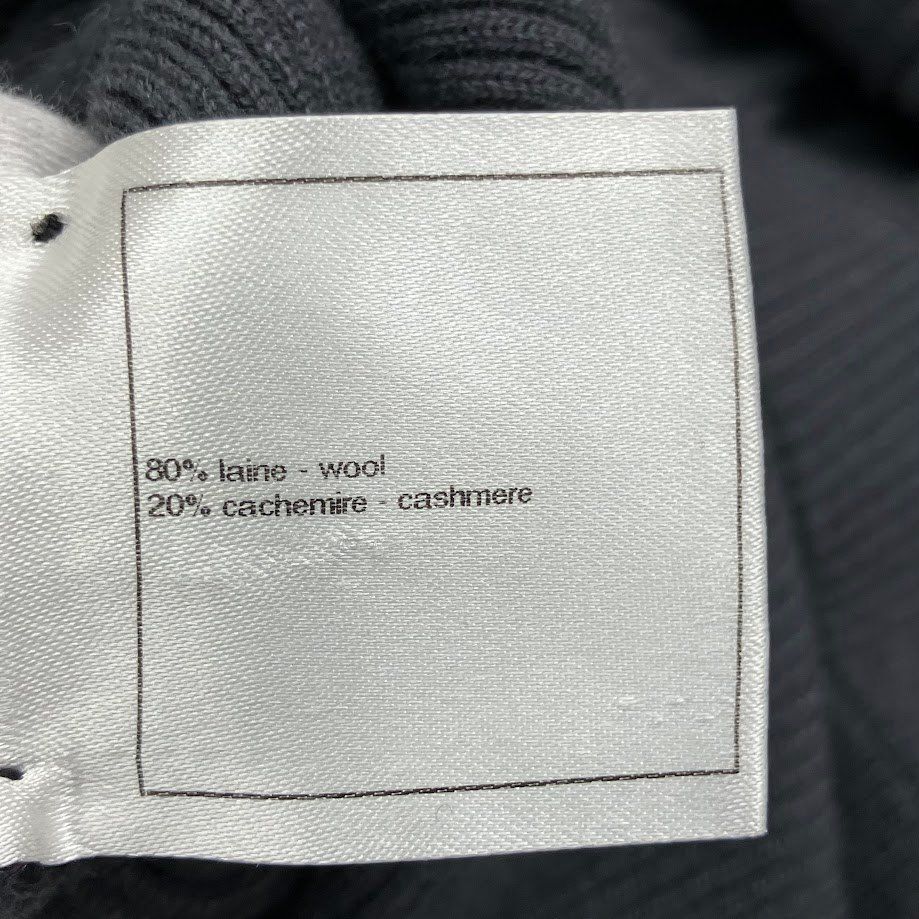 80% laine - wool
20% cachemire - cashmere